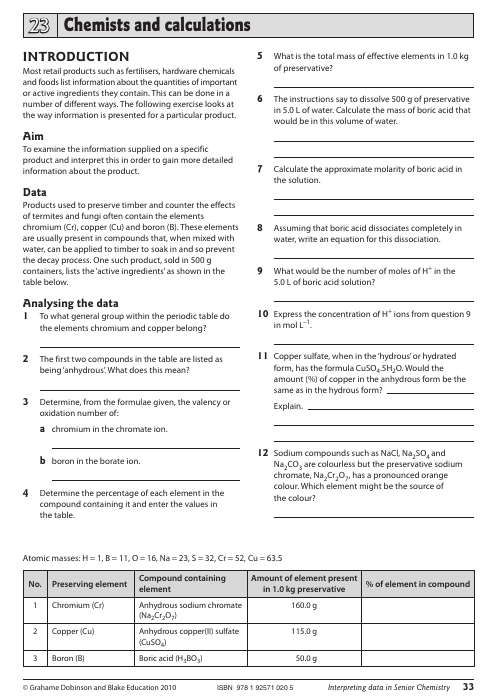 23 Chemists and calculations
INTRODUCTION
Most retail products such as fertilisers, hardware chemicals
and foods list information about the quantities of important
or active ingredients they contain. This can be done in a
number of different ways. The following exercise looks at
the way information is presented for a particular product.
Aim
To examine the information supplied on a specific
product and interpret this in order to gain more detailed
information about the product.
Data
Products used to preserve timber and counter the effects
of termites and fungi often contain the elements
chromium (Cr), copper (Cu) and boron (B). These elements
are usually present in compounds that, when mixed with
water, can be applied to timber to soak in and so prevent
the decay process. One such product, sold in 500 g
containers, lists the 'active ingredients' as shown in the
table below.
Analysing the data
1 To what general group within the periodic table do
the elements chromium and copper belong?
2 The first two compounds in the table are listed as
being 'anhydrous'. What does this mean?
3 Determine, from the formulae given, the valency or
oxidation number of:
a chromium in the chromate ion.
b boron in the borate ion.
4 Determine the percentage of each element in the
compound containing it and enter the values in
the table.
5 What is the total mass of effective elements in 1.0 kg
of preservative?
6 The instructions say to dissolve 500 g of preservative
in 5.0 L of water. Calculate the mass of boric acid that
would be in this volume of water.
7 Calculate the approximate molarity of boric acid in
the solution.
8 Assuming that boric acid dissociates completely in
water, write an equation for this dissociation.
9 What would be the number of moles of H⁺ in the
5.0 L of boric acid solution?
10 Express the concentration of H⁺ ions from question 9
in mol L⁻¹.
11 Copper sulfate, when in the 'hydrous' or hydrated
form, has the formula CuSO₄.5H₂O. Would the
amount (%) of copper in the anhydrous form be the
same as in the hydrous form?
Explain.
12 Sodium compounds such as NaCl, Na₂SO₄ and
Na₂CO₃ are colourless but the preservative sodium
chromate, Na₂Cr₂O₇, has a pronounced orange
colour. Which element might be the source of
the colour?
Atomic masses: H = 1, B = 11, O = 16, Na = 23, S = 32, Cr = 52, Cu = 63.5
No. Preserving element Compound containing element Amount of element present in 1.0 kg preservative % of element in compound
1 Chromium (Cr) Anhydrous sodium chromate (Na₂Cr₂O₇) 160.0 g
2 Copper (Cu) Anhydrous copper(II) sulfate (CuSO₄) 115.0 g
3 Boron (B) Boric acid (H₃BO₃) 50.0 g
© Grahame Dobinson and Blake Education 2010 ISBN 978 1 92571 020 5 Interpreting data in Senior Chemistry 33